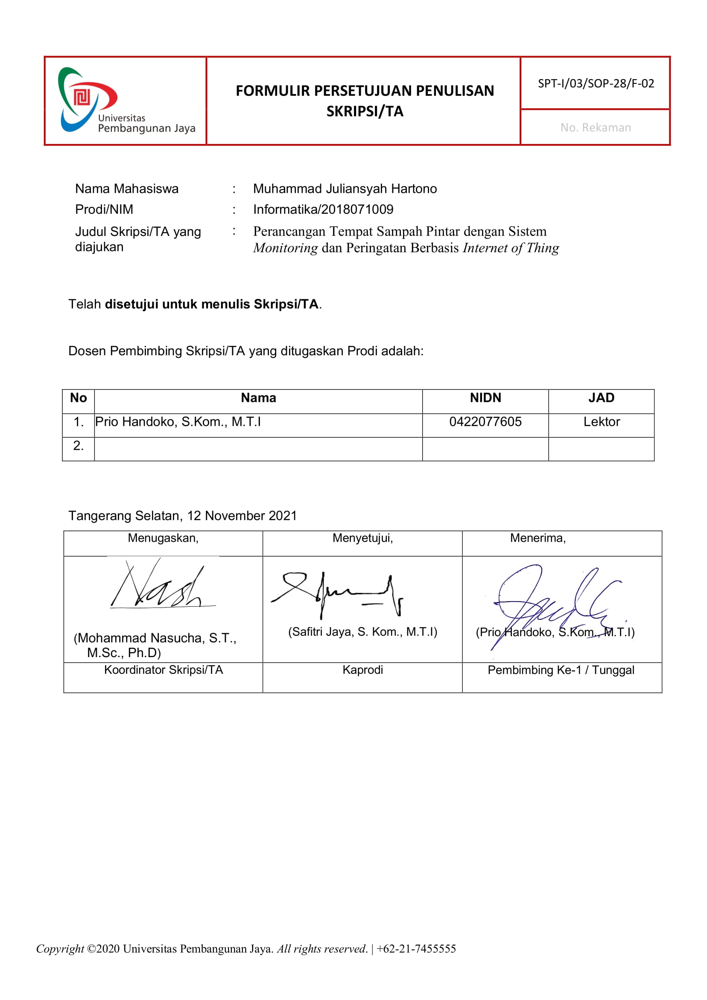 Universitas
Pembangunan Jaya
FORMULIR PERSETUJUAN PENULISAN
SKRIPSI/TA
SPT-I/03/SOP-28/F-02
No. Rekaman
Nama Mahasiswa : Muhammad Juliansyah Hartono
Prodi/NIM : Informatika/2018071009
Judul Skripsi/TA yang : Perancangan Tempat Sampah Pintar dengan Sistem
diajukan Monitoring dan Peringatan Berbasis Internet of Thing
Telah disetujui untuk menulis Skripsi/TA.
Dosen Pembimbing Skripsi/TA yang ditugaskan Prodi adalah:
No Nama NIDN JAD
1. Prio Handoko, S.Kom., M.T.I 0422077605 Lektor
2.
Tangerang Selatan, 12 November 2021
Menugaskan, Menyetujui, Menerima,
Nash
(Mohammad Nasucha, S.T.,
M.Sc., Ph.D)
(Safitri Jaya, S. Kom., M.T.I)
(Prio Handoko, S.Kom., M.T.I)
Koordinator Skripsi/TA Kaprodi Pembimbing Ke-1 / Tunggal
Copyright ©2020 Universitas Pembangunan Jaya. All rights reserved. | +62-21-7455555